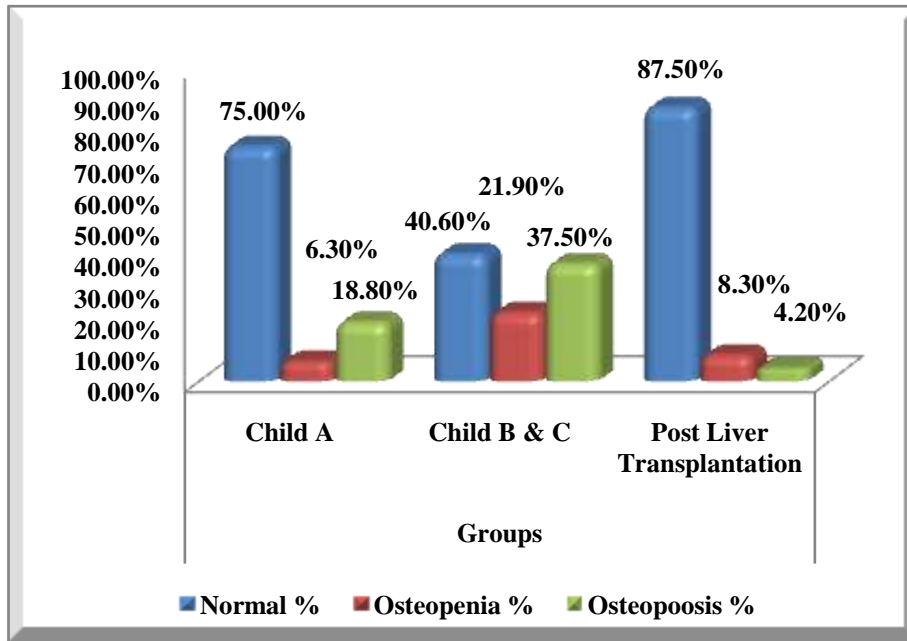 100.00%
90.00%
80.00%
70.00%
60.00%
50.00%
40.00%
30.00%
20.00%
10.00%
0.00%
75.00%
6.30%
18.80%
40.60%
21.90%
37.50%
87.50%
8.30%
4.20%
Child A
Child B & C
Post Liver
Transplantation
Groups
Normal %
Osteopenia %
Osteopoosis %